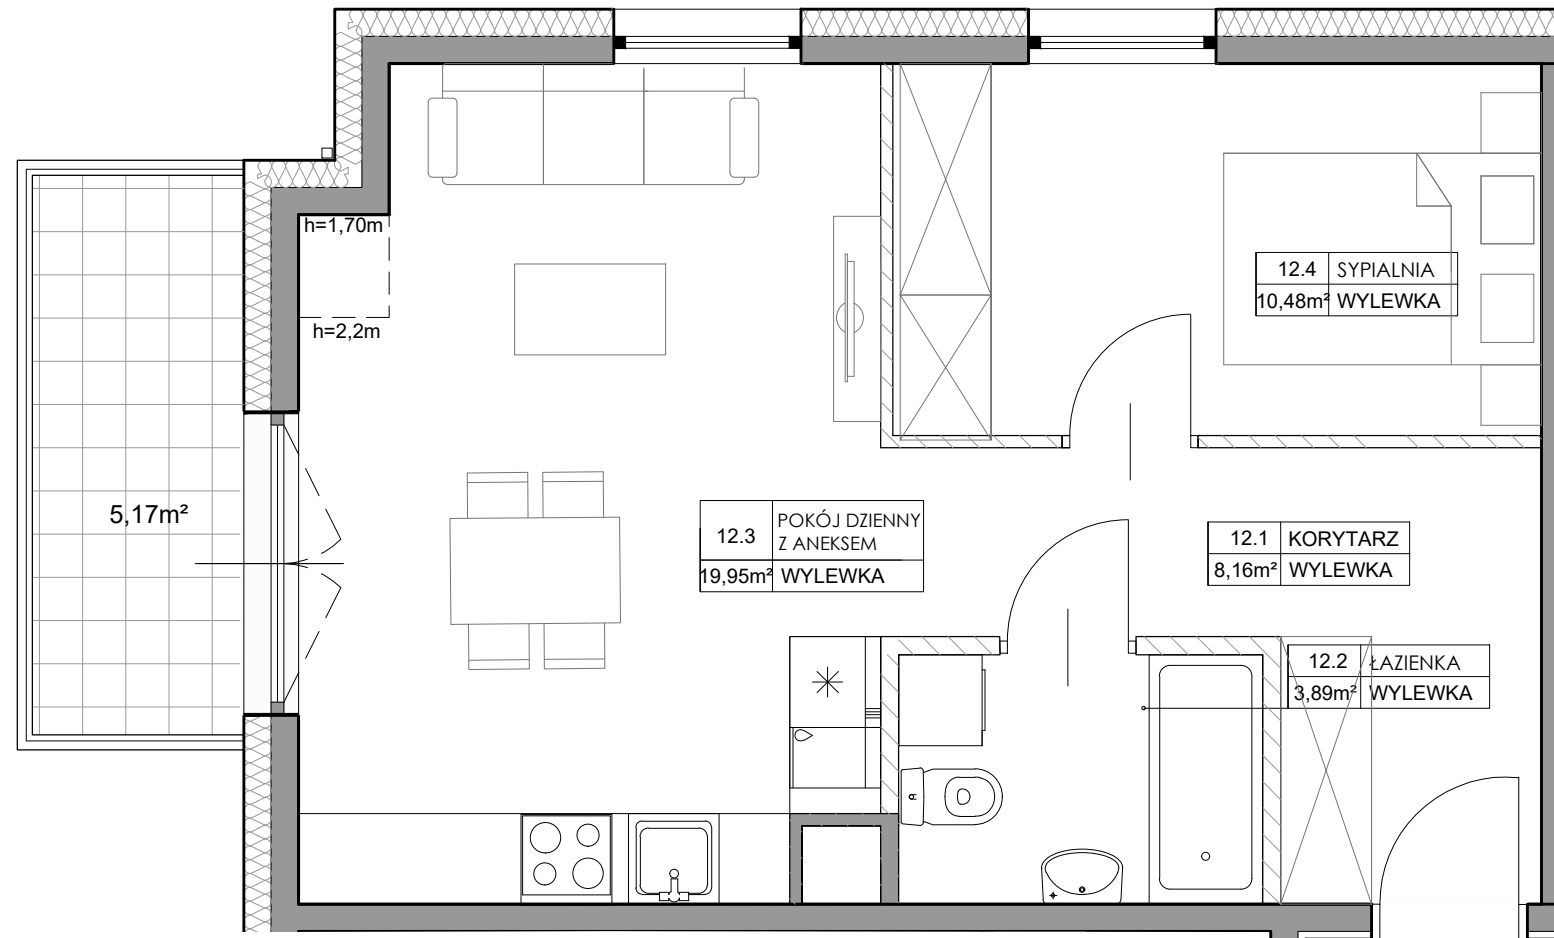 h=1,70m
h=2,2m
5,17m²
12.4 SYPIALNIA
10,48m² WYLEWKA
12.3 POKÓJ DZIENNY
Z ANEKSEM
19,95m² WYLEWKA
12.1 KORYTARZ
8,16m² WYLEWKA
12.2 ŁAZIENKA
3,89m² WYLEWKA